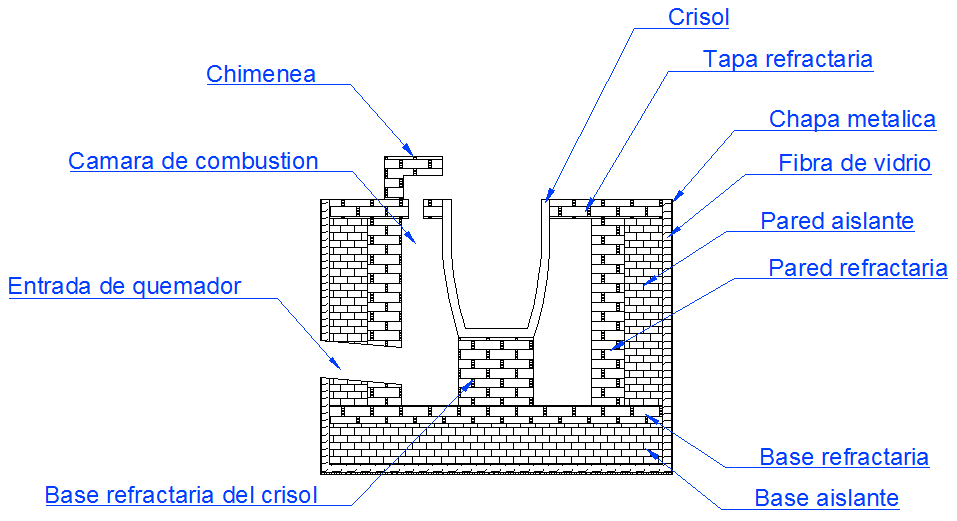 Crisol
Tapa refractaria
Chimenea
Chapa metalica
Camara de combustion
Fibra de vidrio
Pared aislante
Pared refractaria
Entrada de quemador
Base refractaria
Base refractaria del crisol
Base aislante